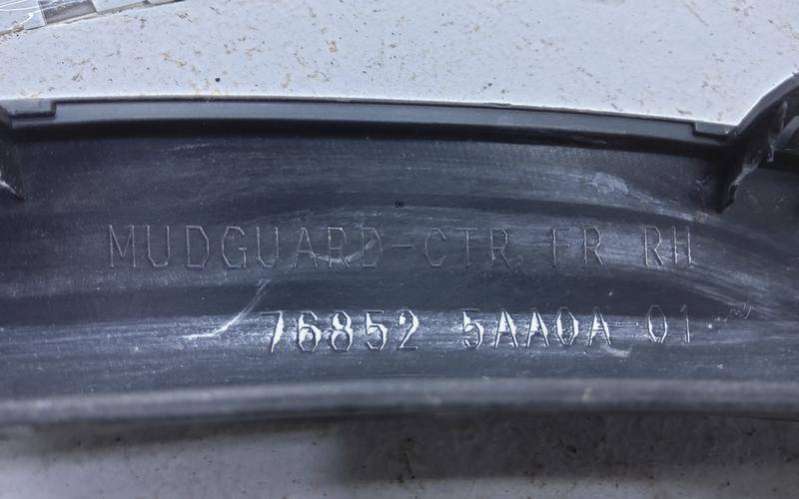 MUDGUARD-CTR, FR RH
76852 5AA0A 01